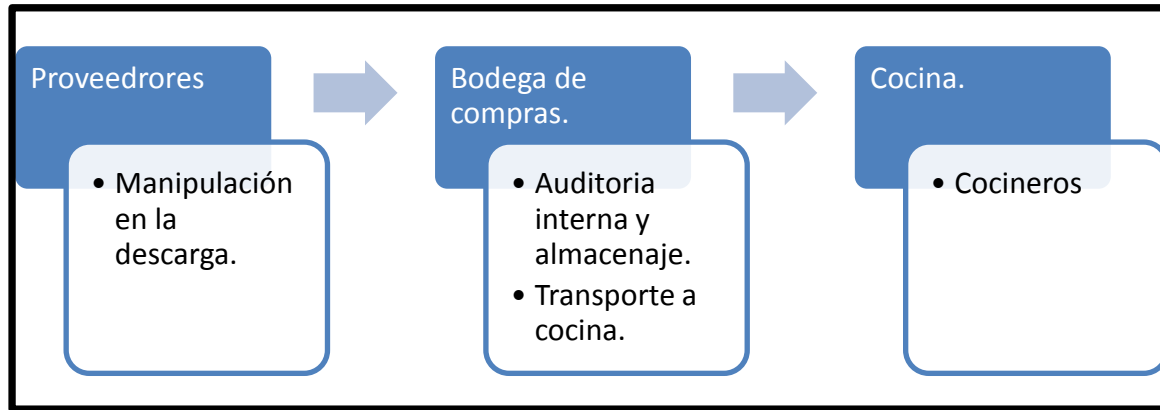 Proveedrores
• Manipulación
en la
descarga.
Bodega de
compras.
• Auditoria
interna y
almacenaje.
• Transporte a
cocina.
Cocina.
• Cocineros